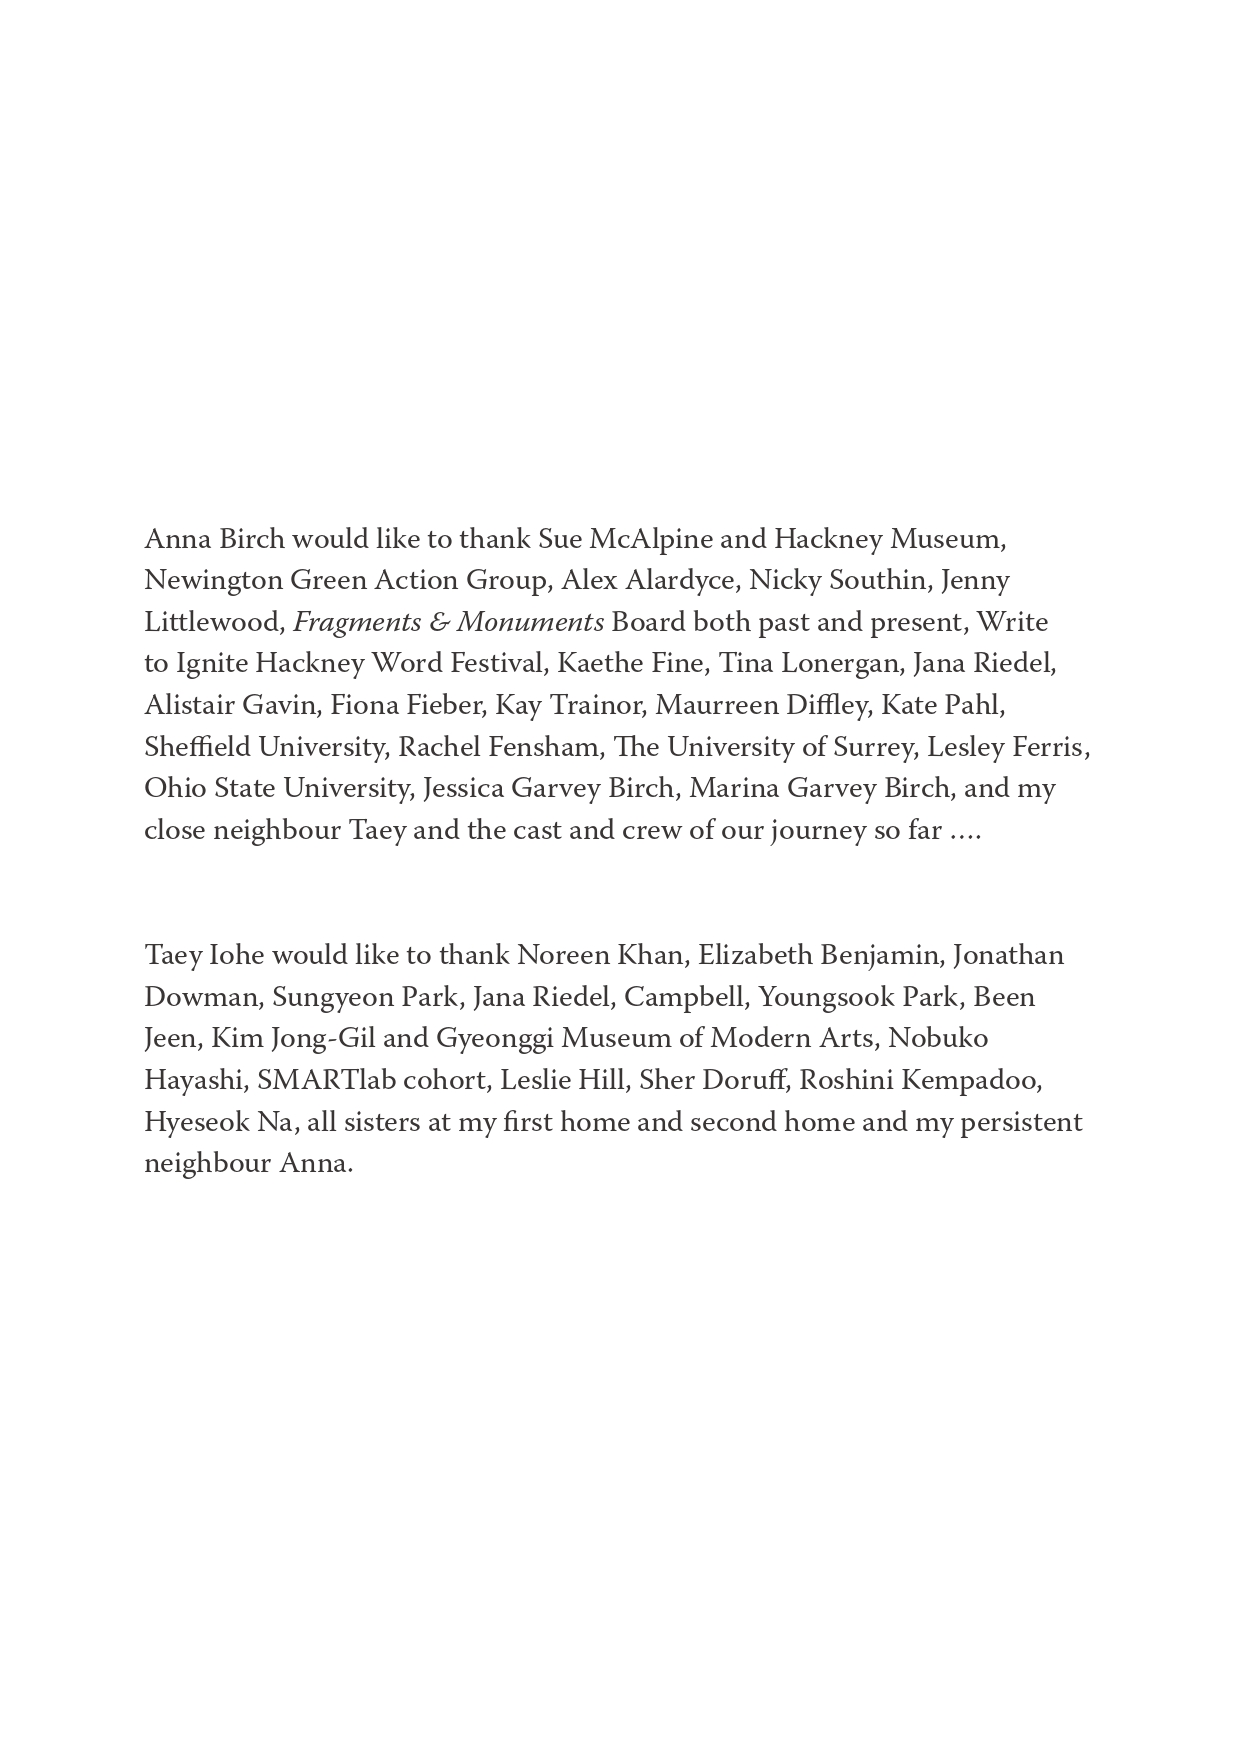 Anna Birch would like to thank Sue McAlpine and Hackney Museum,
Newington Green Action Group, Alex Alardyce, Nicky Southin, Jenny
Littlewood, Fragments & Monuments Board both past and present, Write
to Ignite Hackney Word Festival, Kaethe Fine, Tina Lonergan, Jana Riedel,
Alistair Gavin, Fiona Fieber, Kay Trainor, Maurreen Diffley, Kate Pahl,
Sheffield University, Rachel Fensham, The University of Surrey, Lesley Ferris,
Ohio State University, Jessica Garvey Birch, Marina Garvey Birch, and my
close neighbour Taey and the cast and crew of our journey so far ….
Taey Iohe would like to thank Noreen Khan, Elizabeth Benjamin, Jonathan
Dowman, Sungyeon Park, Jana Riedel, Campbell, Youngsook Park, Been
Jeen, Kim Jong-Gil and Gyeonggi Museum of Modern Arts, Nobuko
Hayashi, SMARTlab cohort, Leslie Hill, Sher Doruff, Roshini Kempadoo,
Hyeseok Na, all sisters at my first home and second home and my persistent
neighbour Anna.